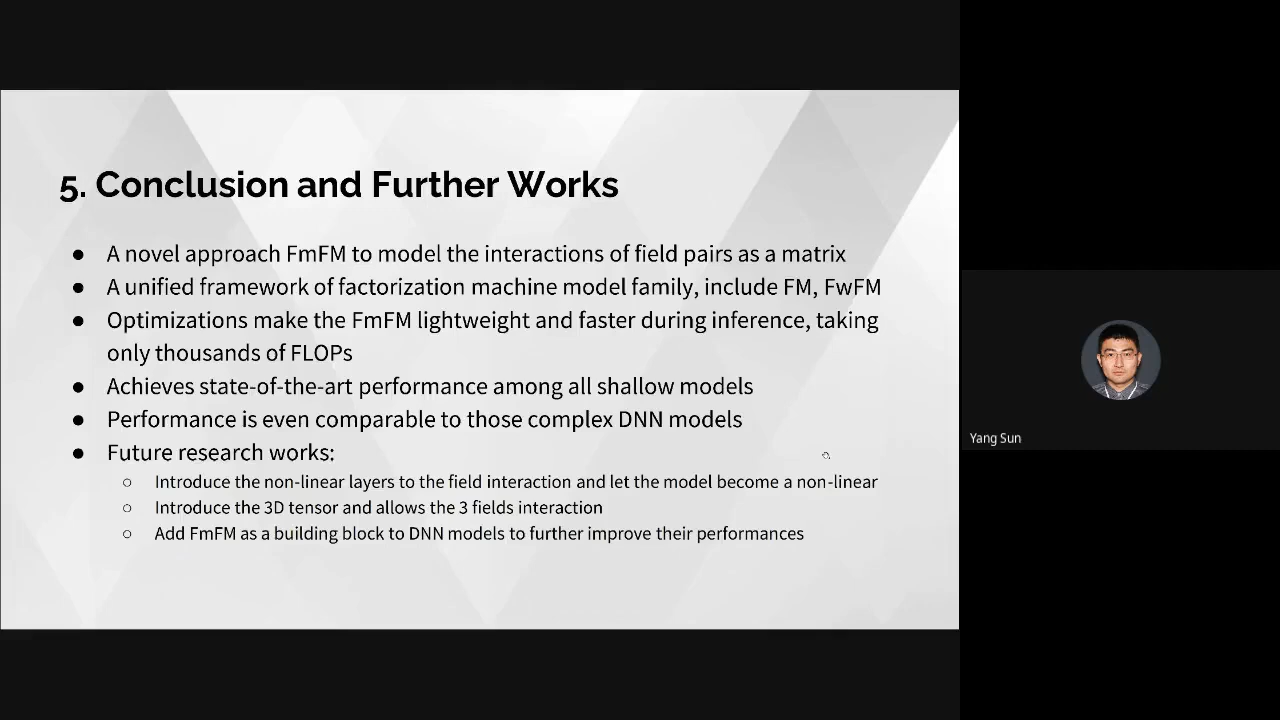 5. Conclusion and Further Works
● A novel approach FmFM to model the interactions of field pairs as a matrix
● A unified framework of factorization machine model family, include FM, FwFM
● Optimizations make the FmFM lightweight and faster during inference, taking
only thousands of FLOPs
● Achieves state-of-the-art performance among all shallow models
● Performance is even comparable to those complex DNN models
● Future research works:
○ Introduce the non-linear layers to the field interaction and let the model become a non-linear
○ Introduce the 3D tensor and allows the 3 fields interaction
○ Add FmFM as a building block to DNN models to further improve their performances
Yang Sun